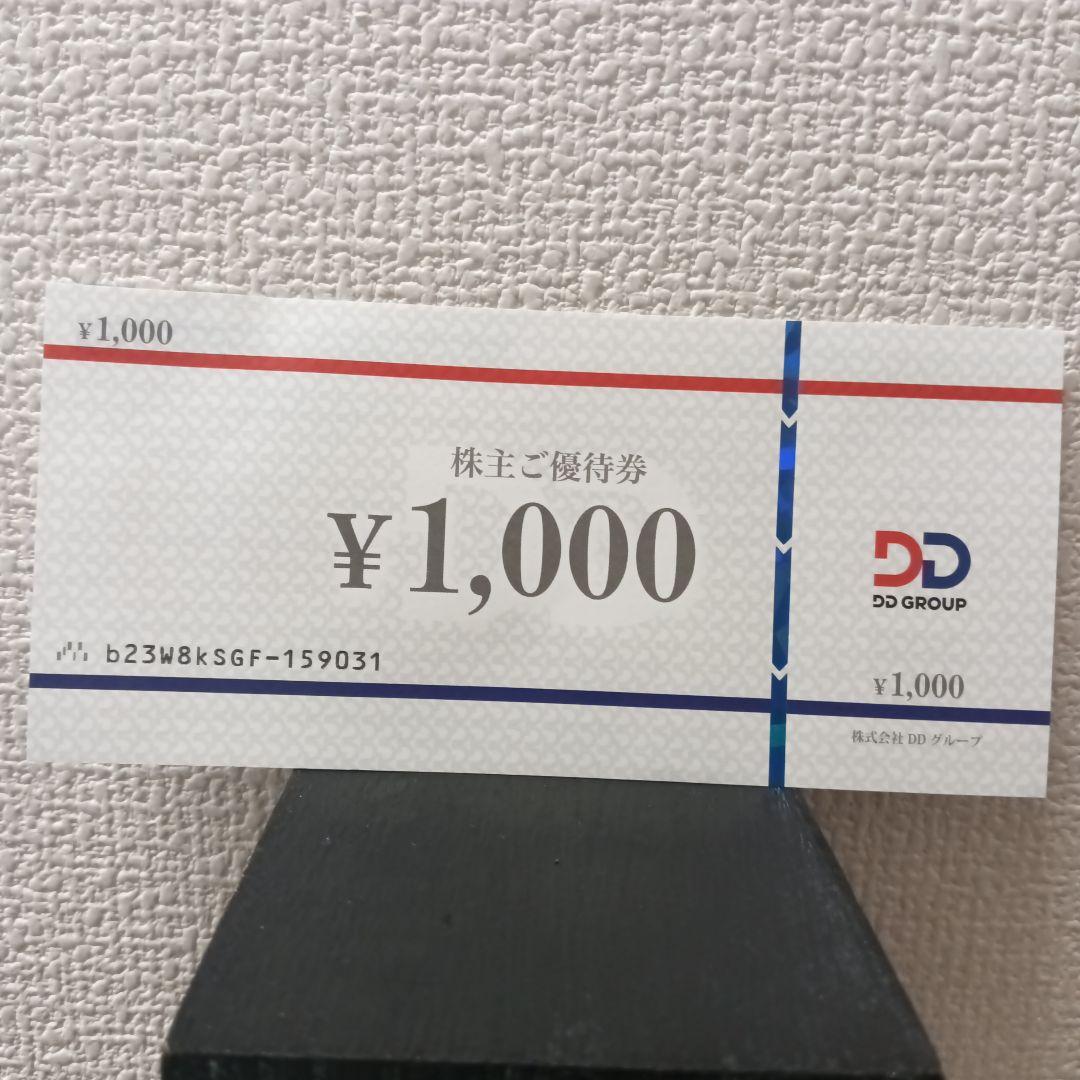 ¥1,000
株主ご優待券
¥1,000
b23W8kSGF-159031
DD
DD GROUP
¥1,000
株式会社 DD グループ